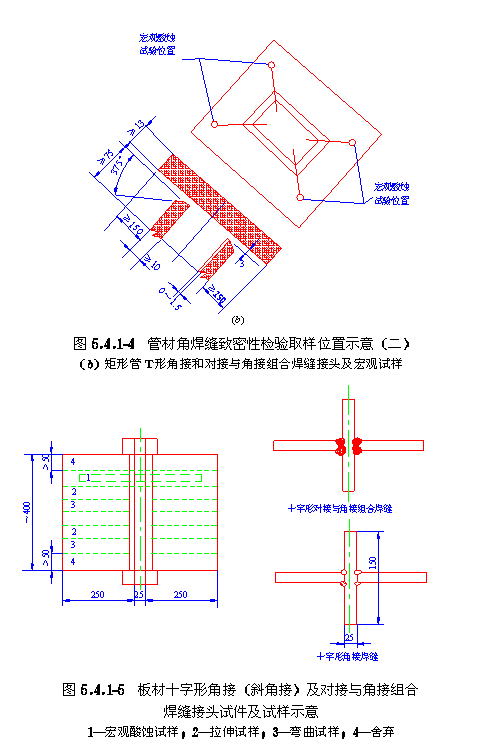 宏观酸蚀
试验位置
≥13
≥75
37.5°
≥150
≥10
0～1.5
3
≥150
宏观酸蚀
试验位置
(b)
图 5.4.1-4 管材角焊缝致密性检验取样位置示意（二）
(b) 矩形管 T形角接和对接与角接组合焊缝接头及宏观试样
≥50
4
1
2
3
2
3
4
～400
≥50
250
25
250
十字形对接与角接组合焊缝
150
25
十字形角接焊缝
图 5.4.1-5 板材十字形角接（斜角接）及对接与角接组合
焊缝接头试件及试样示意
1—宏观酸蚀试样；2—拉伸试样；3—弯曲试样；4—舍弃